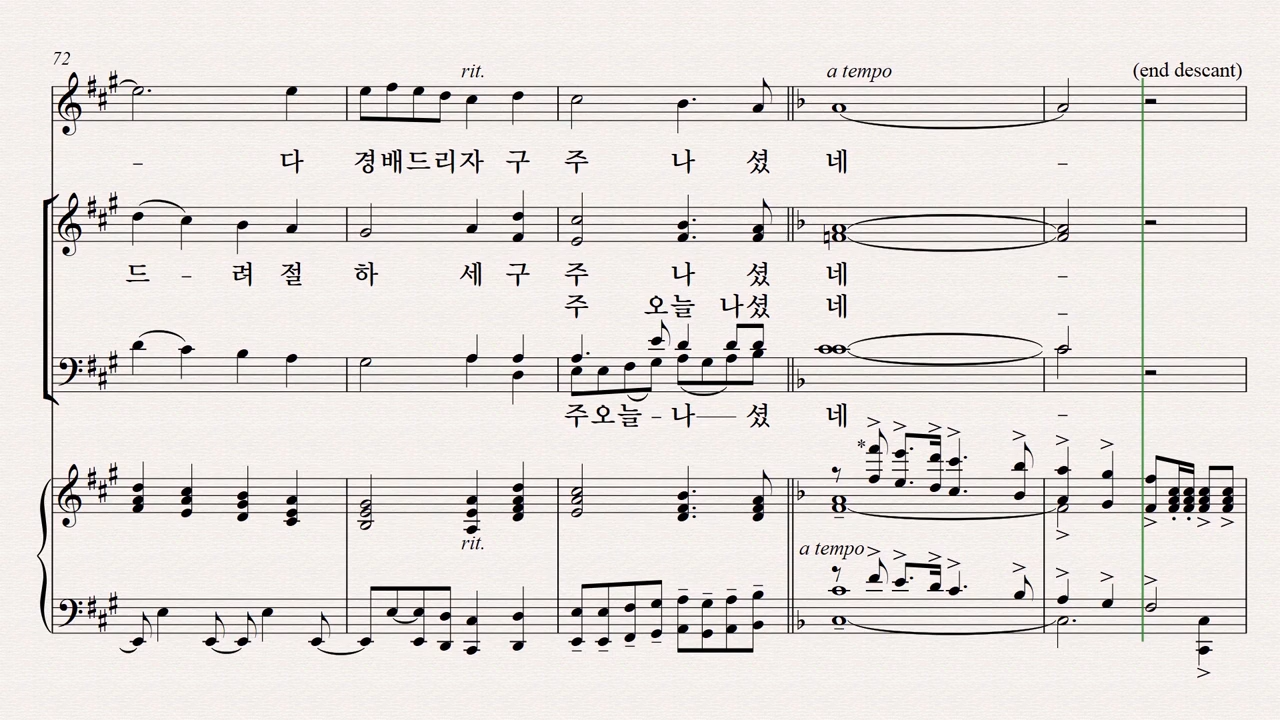 72
rit.
a tempo
(end descant)
– 다 경배드리자 구 주 나 셨 네 –
드 – 려 절 하 세 구 주 나 셨 네 –
주 오늘 나셨 네 –
주오늘 – 나 — 셨 네 –
*
rit.
a tempo